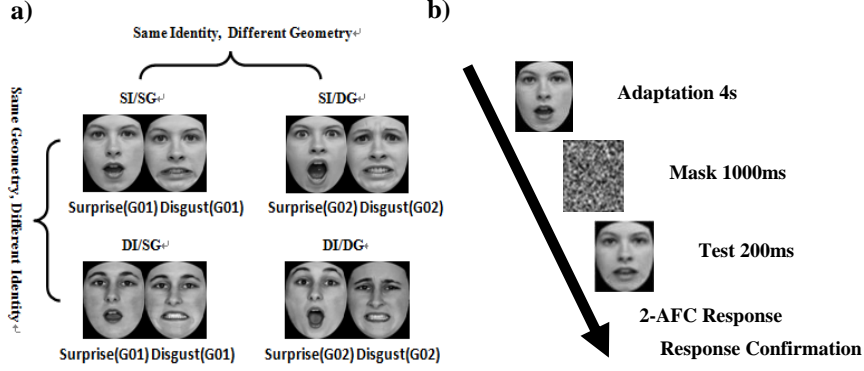 a)
Same Identity, Different Geometry↵
Same Geometry, Different Identity↵
SI/SG↵
SI/DG↵
Surprise(G01) Disgust(G01)
Surprise(G02) Disgust(G02)
DI/SG↵
DI/DG↵
Surprise(G01) Disgust(G01)
Surprise(G02) Disgust(G02)
b)
Adaptation 4s
Mask 1000ms
Test 200ms
2-AFC Response
Response Confirmation